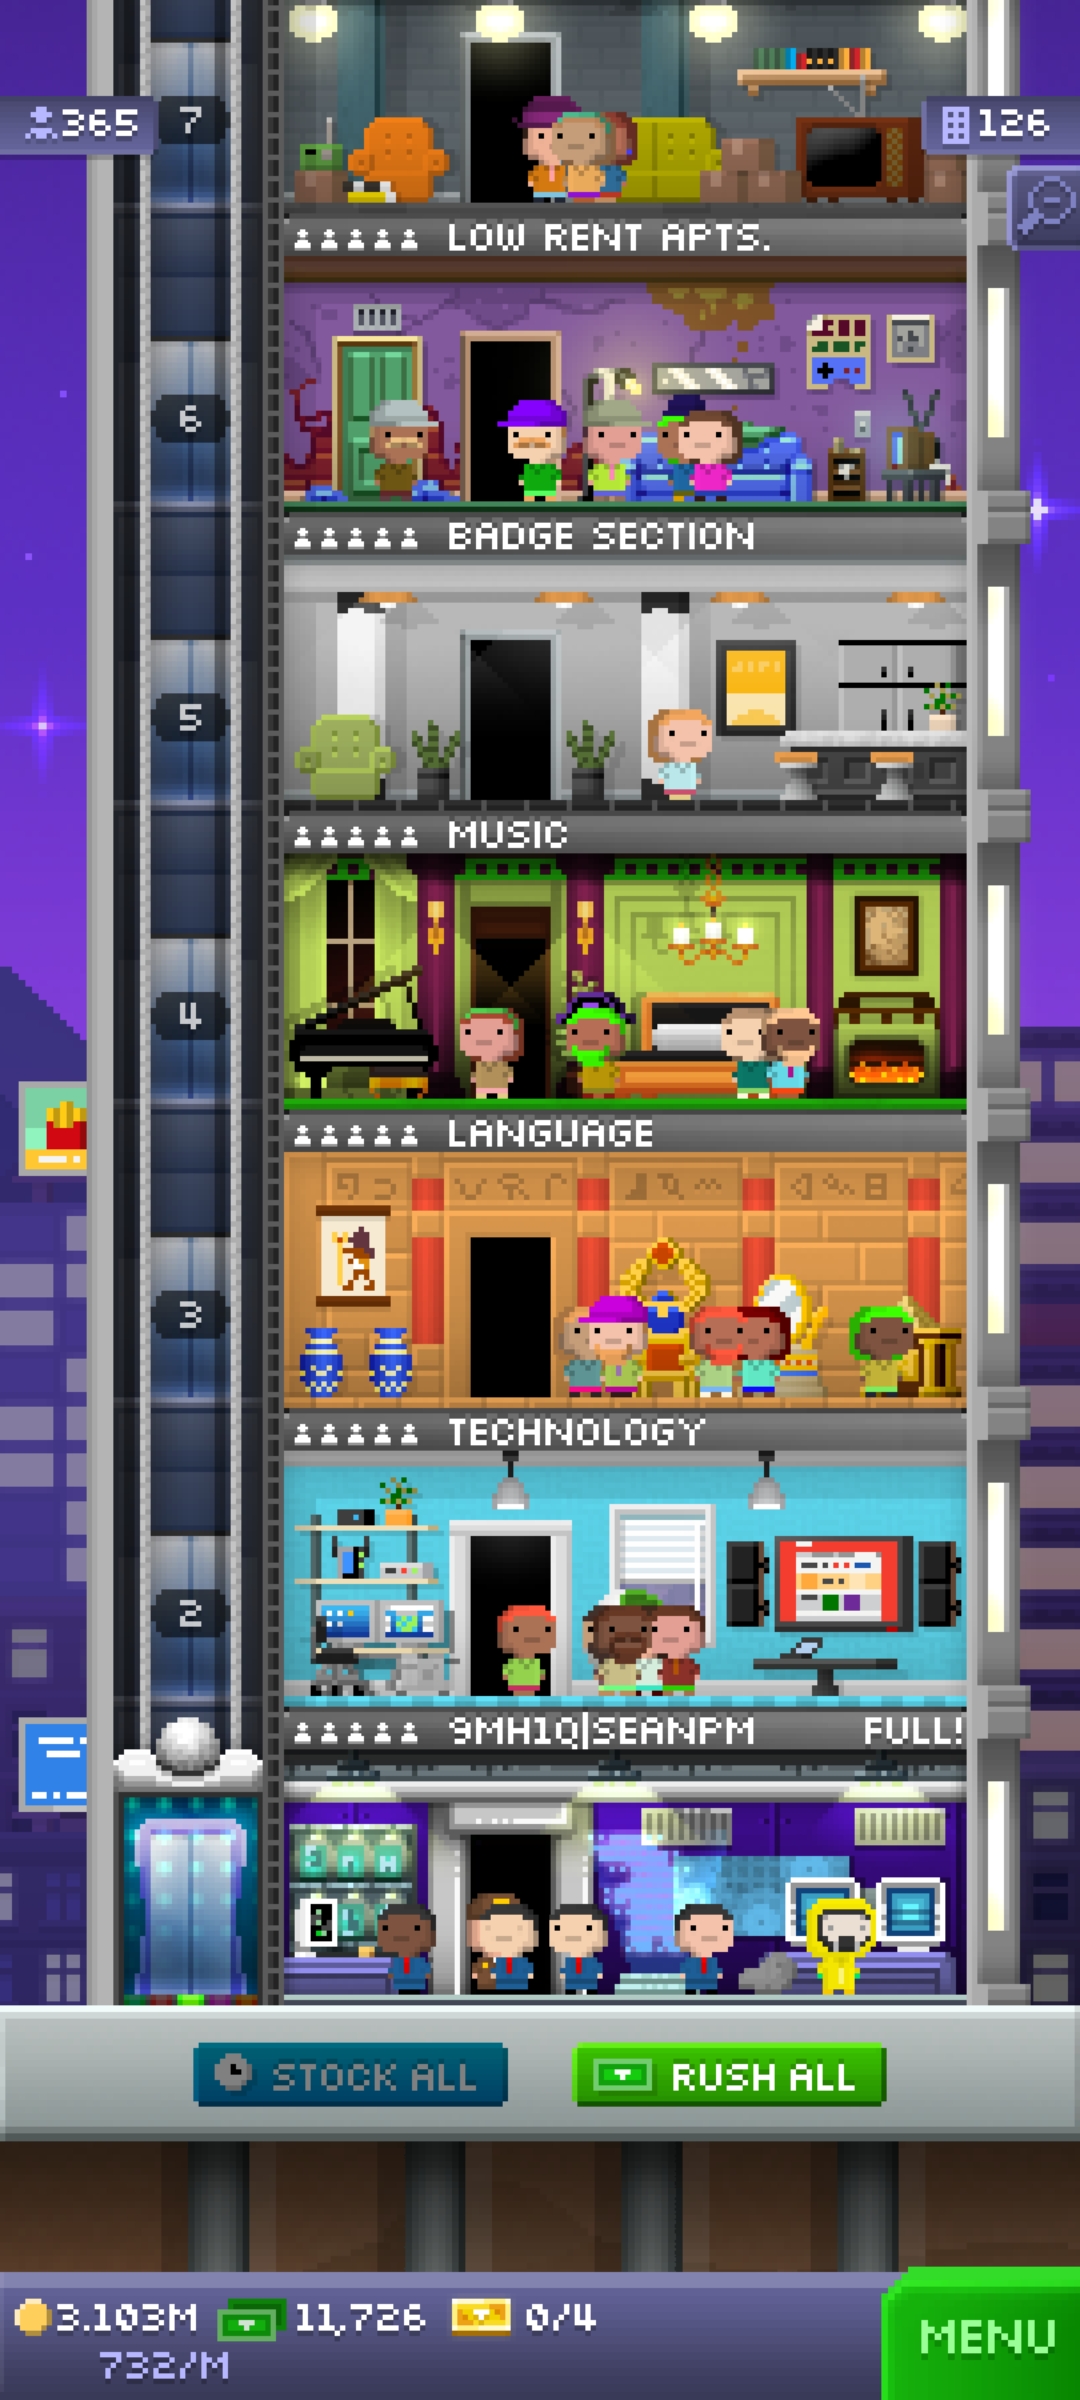 365
7
126
LOW RENT APTS.
6
BADGE SECTION
5
MUSIC
4
LANGUAGE
3
TECHNOLOGY
2
9MH1Q|SEANPM FULL!
STOCK ALL
RUSH ALL
3.103M 11,726 0/4
732/M
MENU